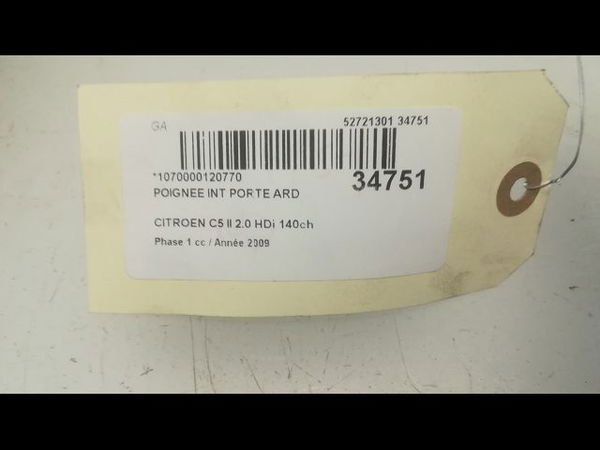 GA
52721301 34751
*1070000120770
34751
POIGNEE INT PORTE ARD
CITROEN C5 II 2.0 HDi 140ch
Phase 1 cc / Année 2009